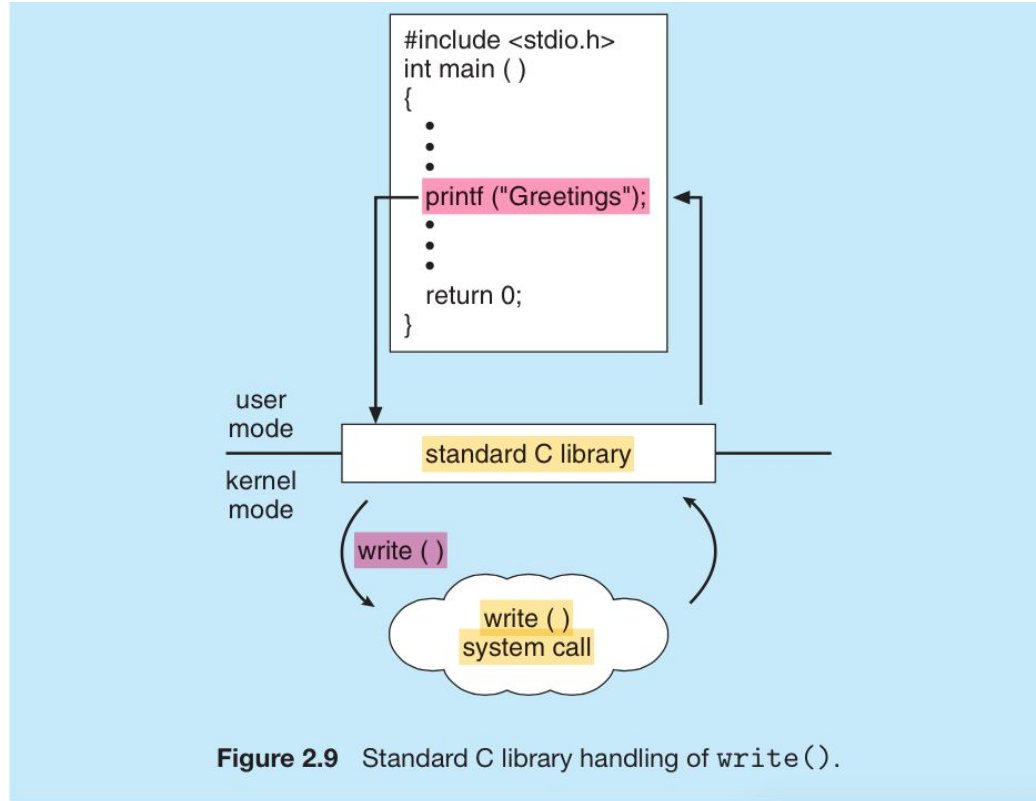 #include <stdio.h>
int main ( )
{
•
•
•
printf ("Greetings");
•
•
•
return 0;
}
user
mode
standard C library
kernel
mode
write ( )
write ( )
system call
Figure 2.9 Standard C library handling of write().